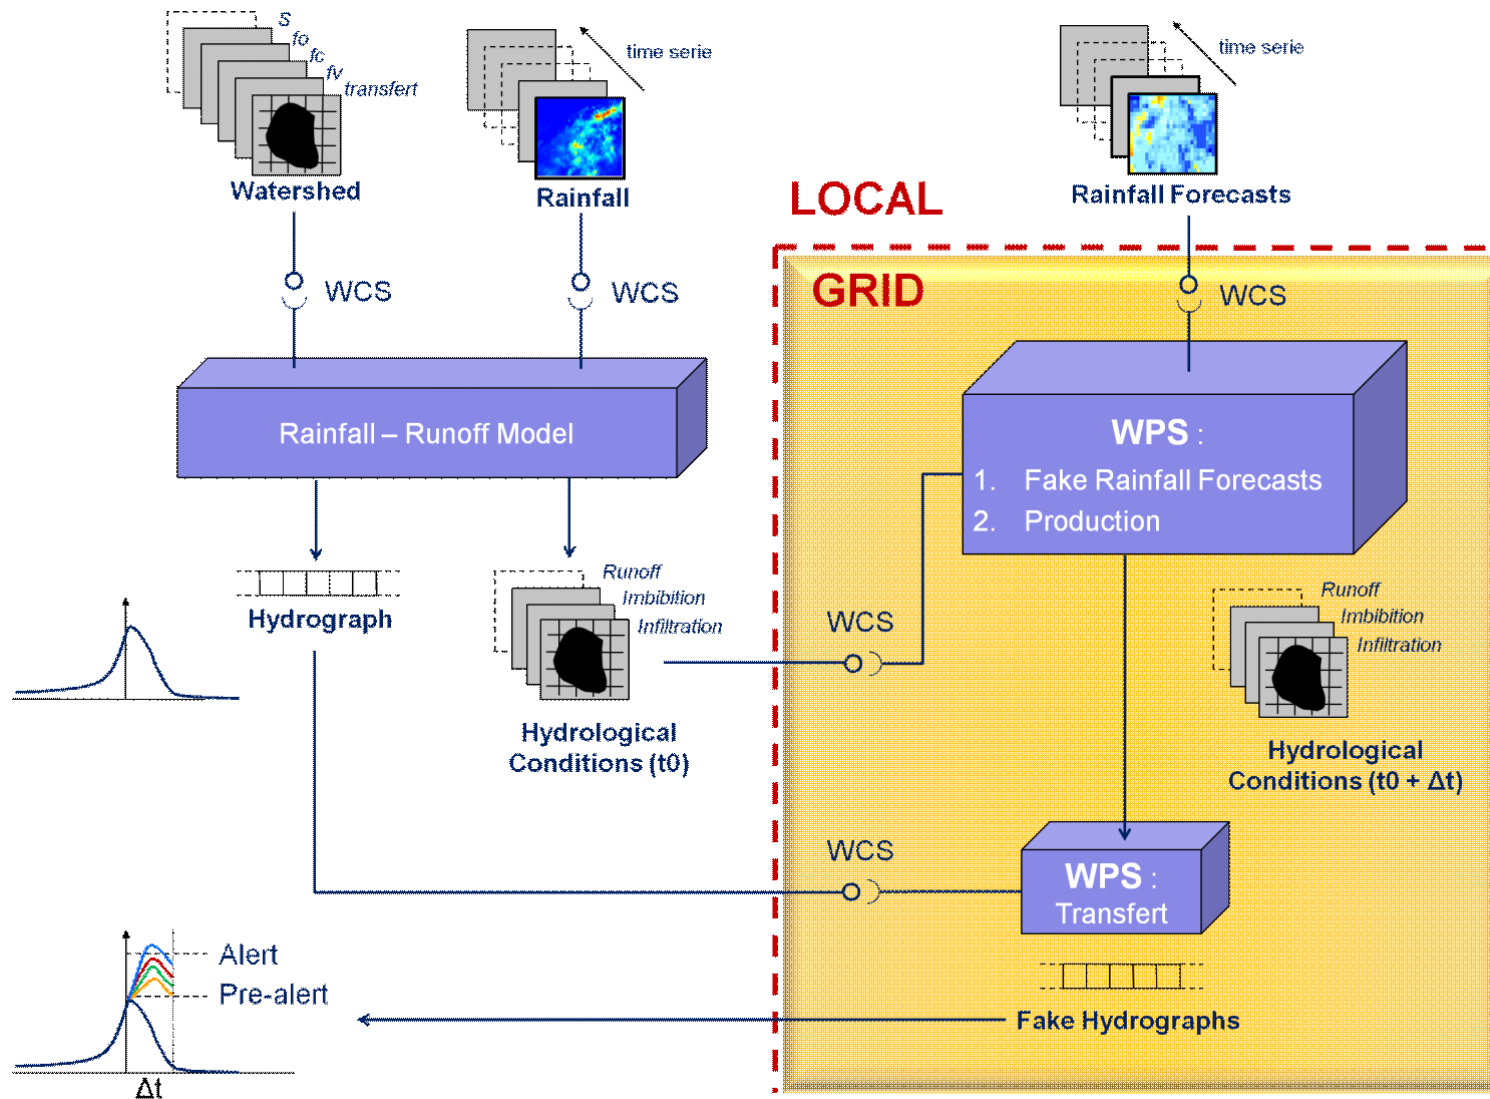 S
fo
fc
fv
transfert
Watershed
time serie
Rainfall
time serie
Rainfall Forecasts
LOCAL
GRID
WCS
WCS
WCS
Rainfall – Runoff Model
WPS :
1. Fake Rainfall Forecasts
2. Production
Hydrograph
Runoff
Imbibition
Infiltration
Hydrological
Conditions (t0)
WCS
Runoff
Imbibition
Infiltration
Hydrological
Conditions (t0 + Δt)
WCS
WPS :
Transfert
Alert
Pre-alert
Δt
Fake Hydrographs